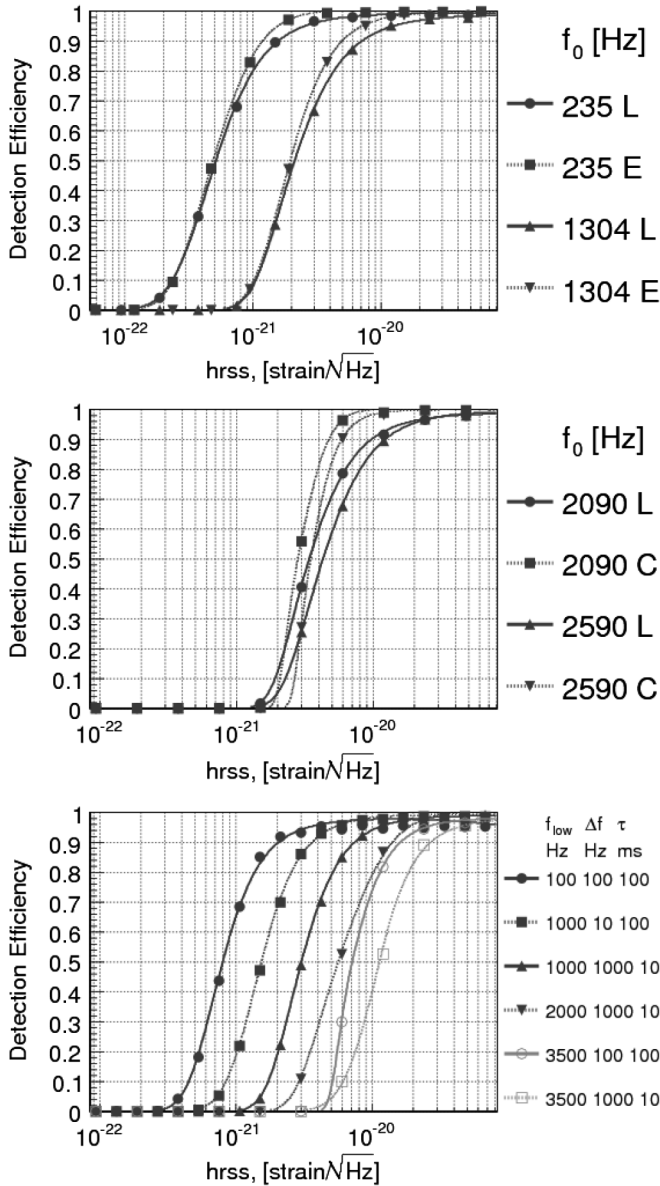 1
0.9
0.8
0.7
0.6
0.5
0.4
0.3
0.2
0.1
0
Detection Efficiency
10-22
10-21
10-20
hrss, [strain/√Hz]
f0 [Hz]
235 L
235 E
1304 L
1304 E
1
0.9
0.8
0.7
0.6
0.5
0.4
0.3
0.2
0.1
0
Detection Efficiency
10-22
10-21
10-20
hrss, [strain/√Hz]
f0 [Hz]
2090 L
2090 C
2590 L
2590 C
1
0.9
0.8
0.7
0.6
0.5
0.4
0.3
0.2
0.1
0
Detection Efficiency
10-22
10-21
10-20
hrss, [strain/√Hz]
flow Δf τ
Hz Hz ms
100 100 100
1000 10 100
1000 1000 10
2000 1000 10
3500 100 100
3500 1000 10